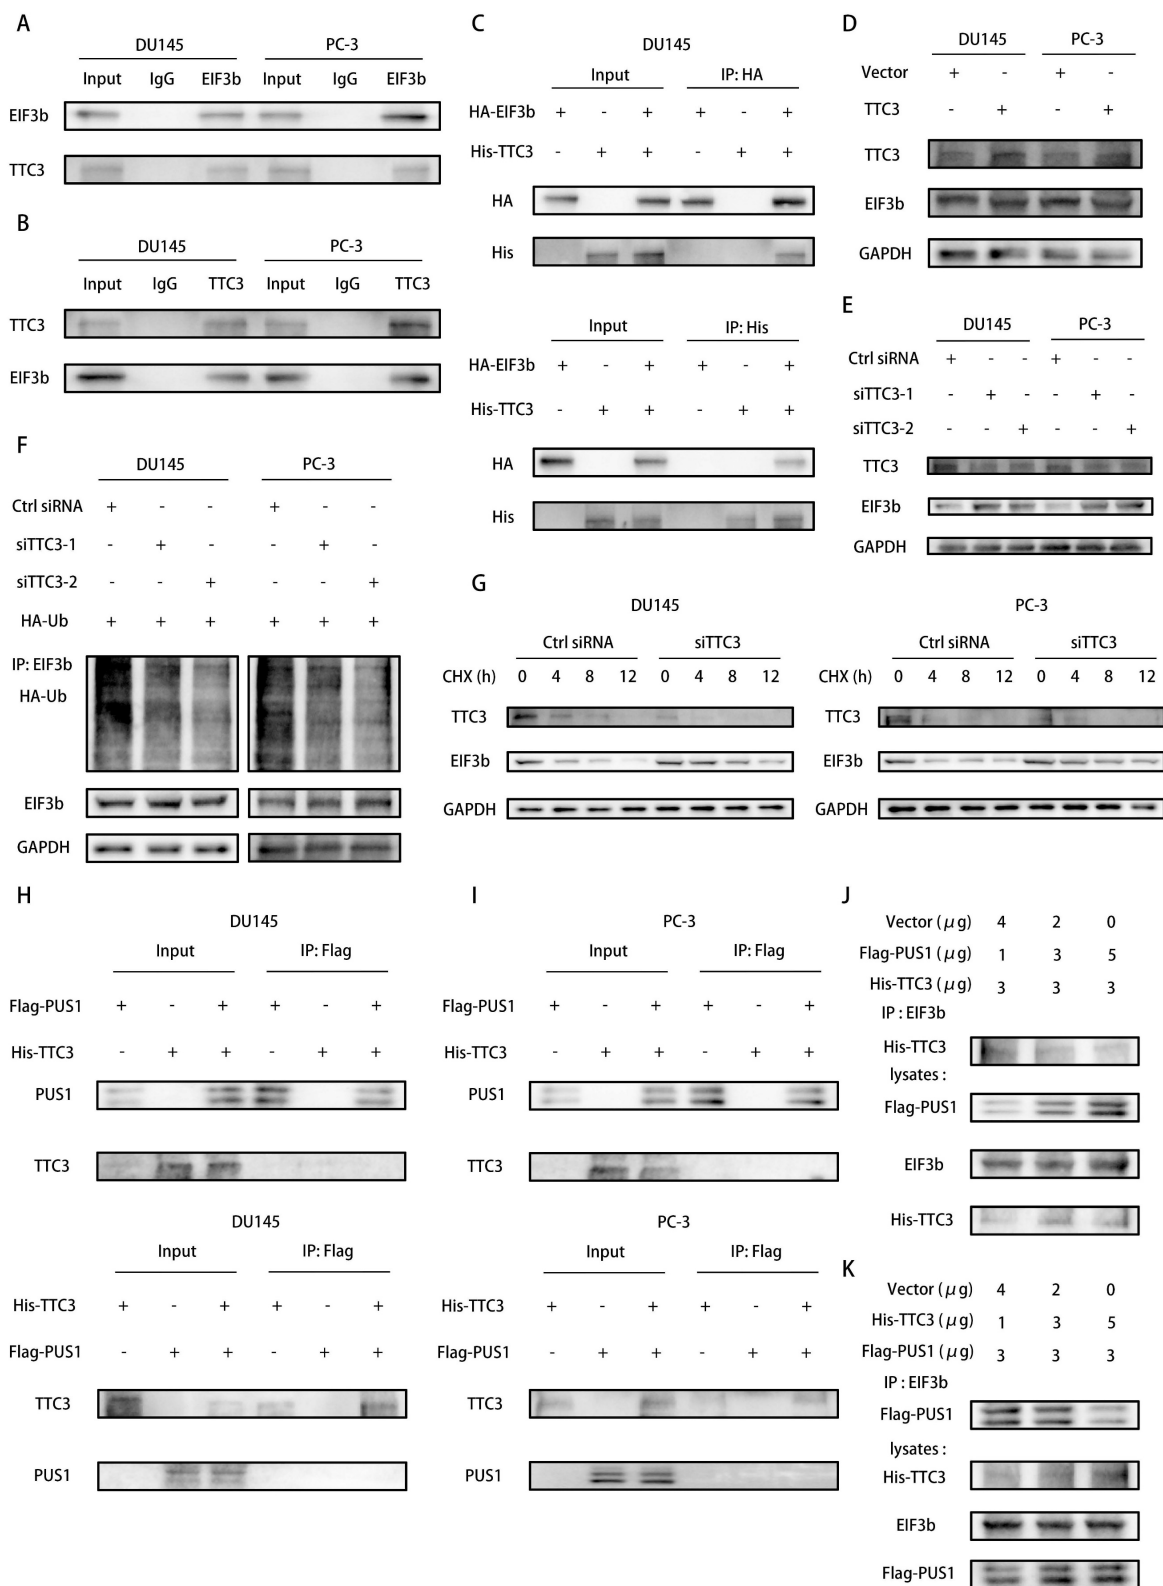 A
DU145 PC-3
Input IgG EIF3b Input IgG EIF3b
EIF3b
TTC3
B
DU145 PC-3
Input IgG TTC3 Input IgG TTC3
TTC3
EIF3b
C
DU145
Input IP: HA
HA-EIF3b + - + + - +
His-TTC3 - + + - + +
HA
His
Input IP: His
HA-EIF3b + - + + - +
His-TTC3 - + + - + +
HA
His
D
DU145 PC-3
Vector + - + -
TTC3 - + - +
TTC3
EIF3b
GAPDH
E
DU145 PC-3
Ctrl siRNA + - - + - -
siTTC3-1 - + - - + -
siTTC3-2 - - + - - +
TTC3
EIF3b
GAPDH
F
DU145 PC-3
Ctrl siRNA + - - + - -
siTTC3-1 - + - - + -
siTTC3-2 - - + - - +
HA-Ub + + + + + +
IP: EIF3b
HA-Ub
EIF3b
GAPDH
G
DU145 PC-3
Ctrl siRNA siTTC3 Ctrl siRNA siTTC3
CHX (h) 0 4 8 12 0 4 8 12 CHX (h) 0 4 8 12 0 4 8 12
TTC3 TTC3
EIF3b EIF3b
GAPDH GAPDH
H
DU145
Input IP: Flag
Flag-PUS1 + - + + - +
His-TTC3 - + + - + +
PUS1
TTC3
DU145
Input IP: Flag
His-TTC3 + - + + - +
Flag-PUS1 - + + - + +
TTC3
PUS1
I
PC-3
Input IP: Flag
Flag-PUS1 + - + + - +
His-TTC3 - + + - + +
PUS1
TTC3
PC-3
Input IP: Flag
His-TTC3 + - + + - +
Flag-PUS1 - + + - + +
TTC3
PUS1
J
Vector (μg) 4 2 0
Flag-PUS1 (μg) 1 3 5
His-TTC3 (μg) 3 3 3
IP : EIF3b
His-TTC3
lysates :
Flag-PUS1
EIF3b
His-TTC3
K
Vector (μg) 4 2 0
His-TTC3 (μg) 1 3 5
Flag-PUS1 (μg) 3 3 3
IP : EIF3b
Flag-PUS1
lysates :
His-TTC3
EIF3b
Flag-PUS1